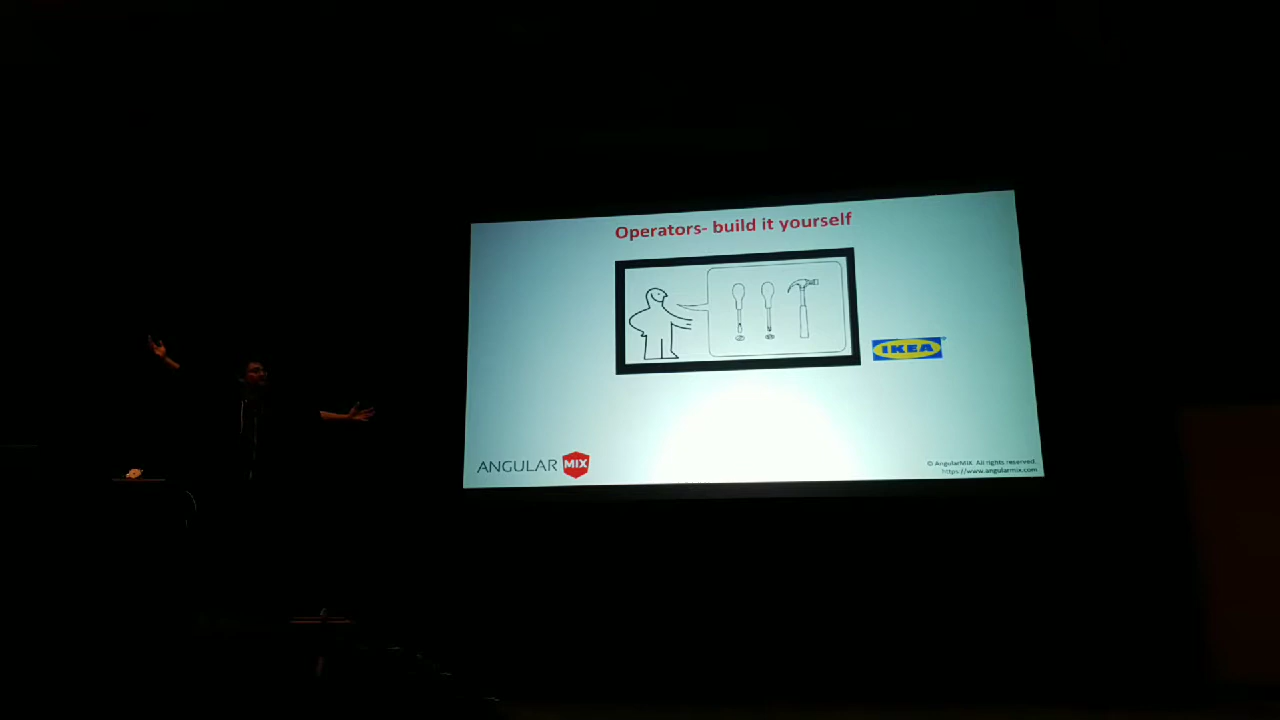 Operators- build it yourself
IKEA
ANGULAR MIX
© AngularMIX All rights reserved.
https://www.angularmix.com